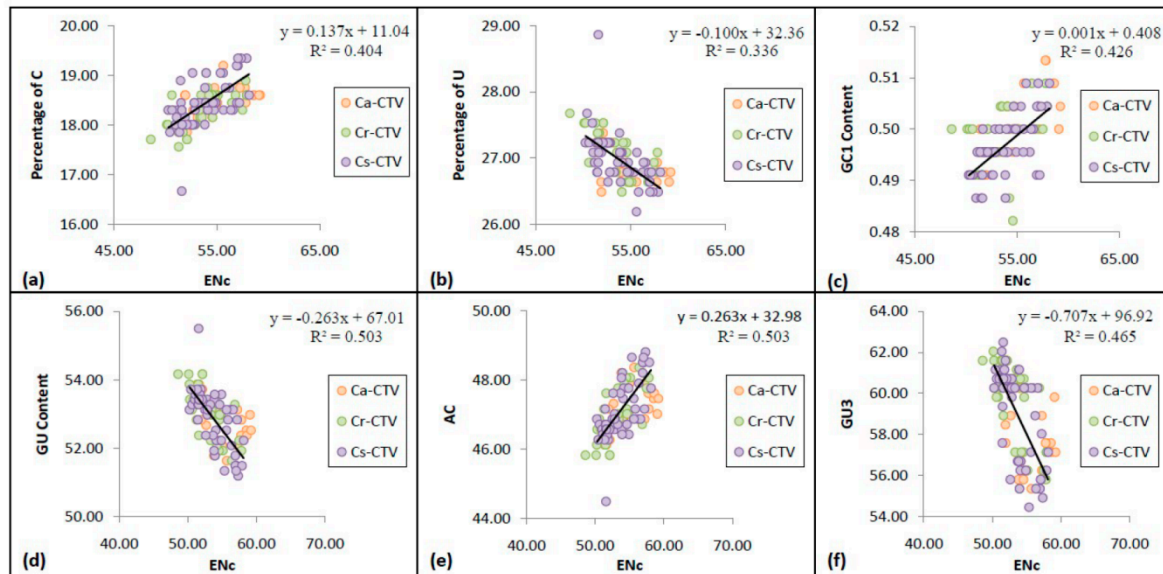 y = 0.137x + 11.04
R² = 0.404
20.00
19.00
18.00
17.00
16.00
Percentage of C
Ca-CTV
Cr-CTV
Cs-CTV
45.00 55.00 65.00
(a) ENc
y = -0.100x + 32.36
R² = 0.336
29.00
28.00
27.00
26.00
Percentage of U
Ca-CTV
Cr-CTV
Cs-CTV
45.00 55.00 65.00
(b) ENc
y = 0.001x + 0.408
R² = 0.426
0.52
0.51
0.50
0.49
0.48
GC1 Content
Ca-CTV
Cr-CTV
Cs-CTV
45.00 55.00 65.00
(c) ENc
y = -0.263x + 67.01
R² = 0.503
56.00
54.00
52.00
50.00
GU Content
Ca-CTV
Cr-CTV
Cs-CTV
40.00 50.00 60.00 70.00
(d) ENc
y = 0.263x + 32.98
R² = 0.503
50.00
48.00
46.00
44.00
AC
Ca-CTV
Cr-CTV
Cs-CTV
40.00 50.00 60.00 70.00
(e) ENc
y = -0.707x + 96.92
R² = 0.465
64.00
62.00
60.00
58.00
56.00
54.00
GU3
Ca-CTV
Cr-CTV
Cs-CTV
40.00 50.00 60.00 70.00
(f) ENc